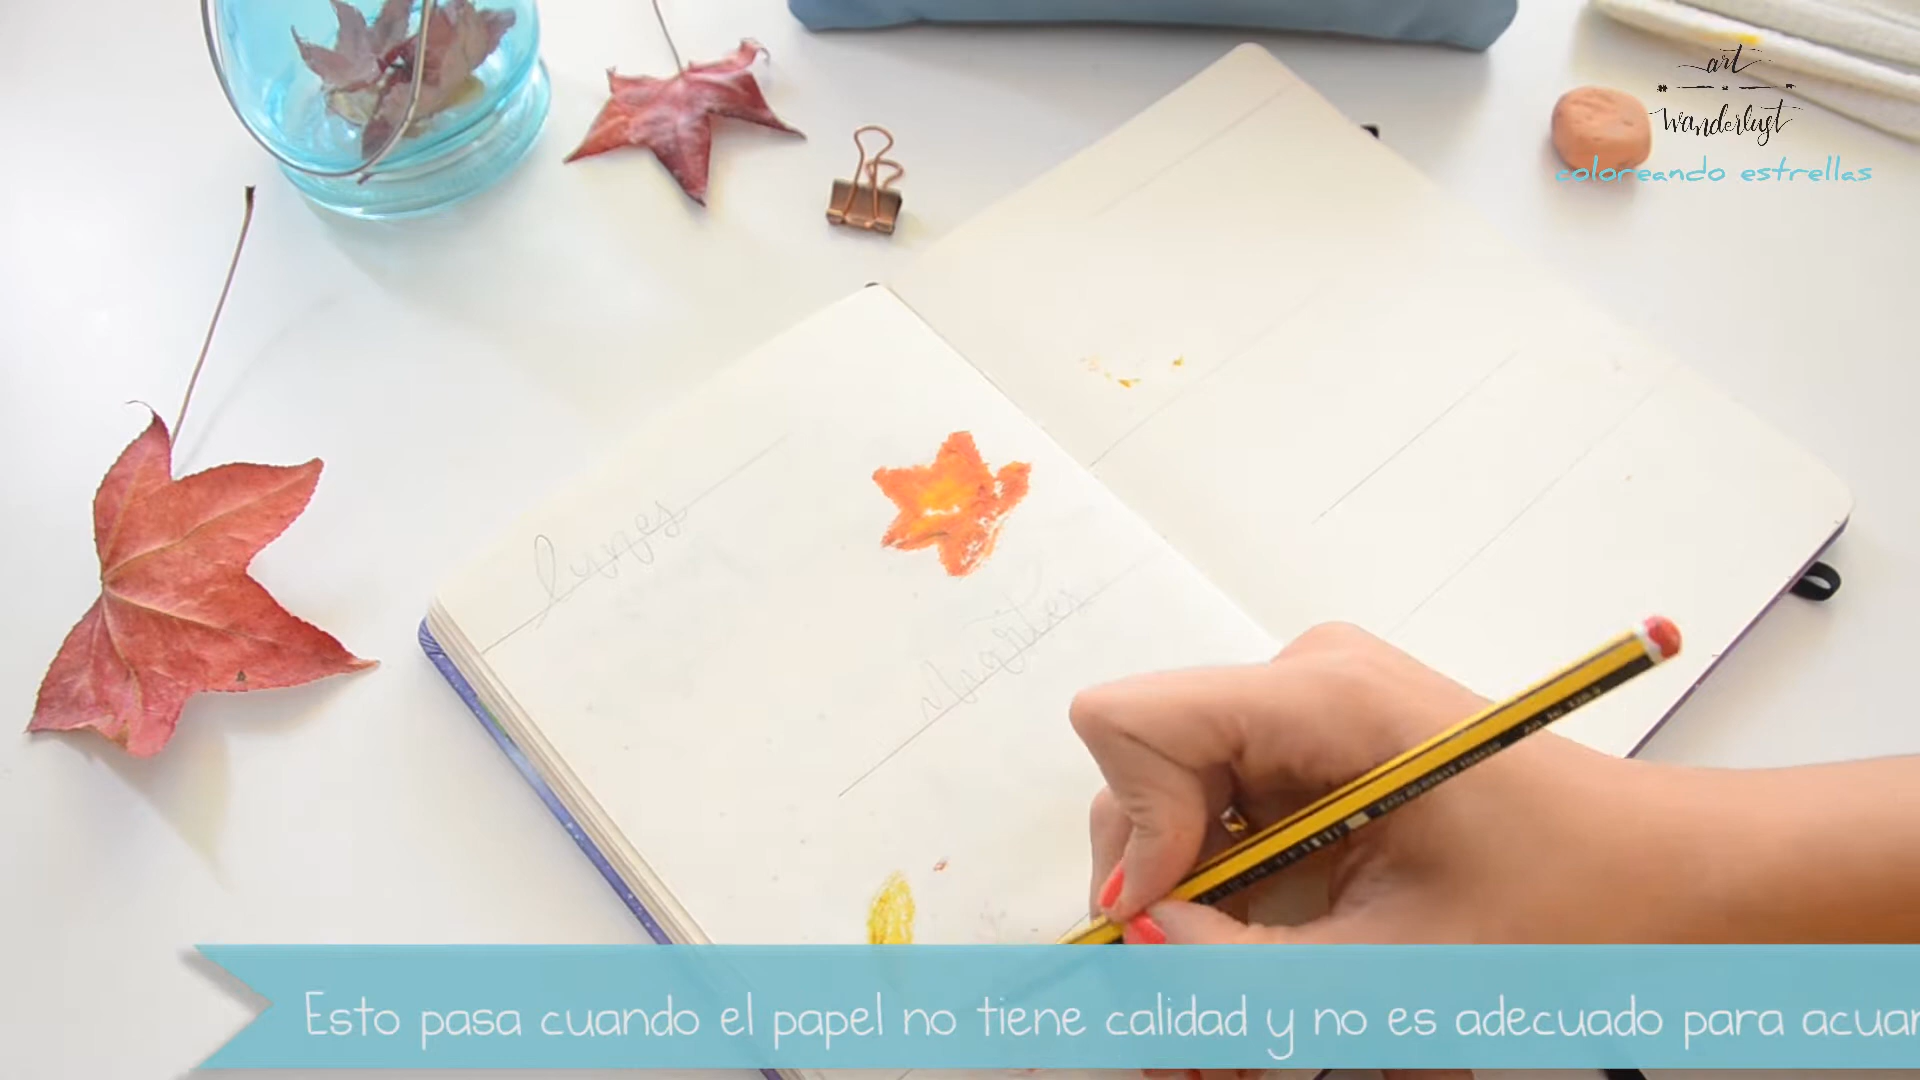 art
wanderlust
coloreando estrellas
lunes
Martes
Esto pasa cuando el papel no tiene calidad y no es adecuado para acuar